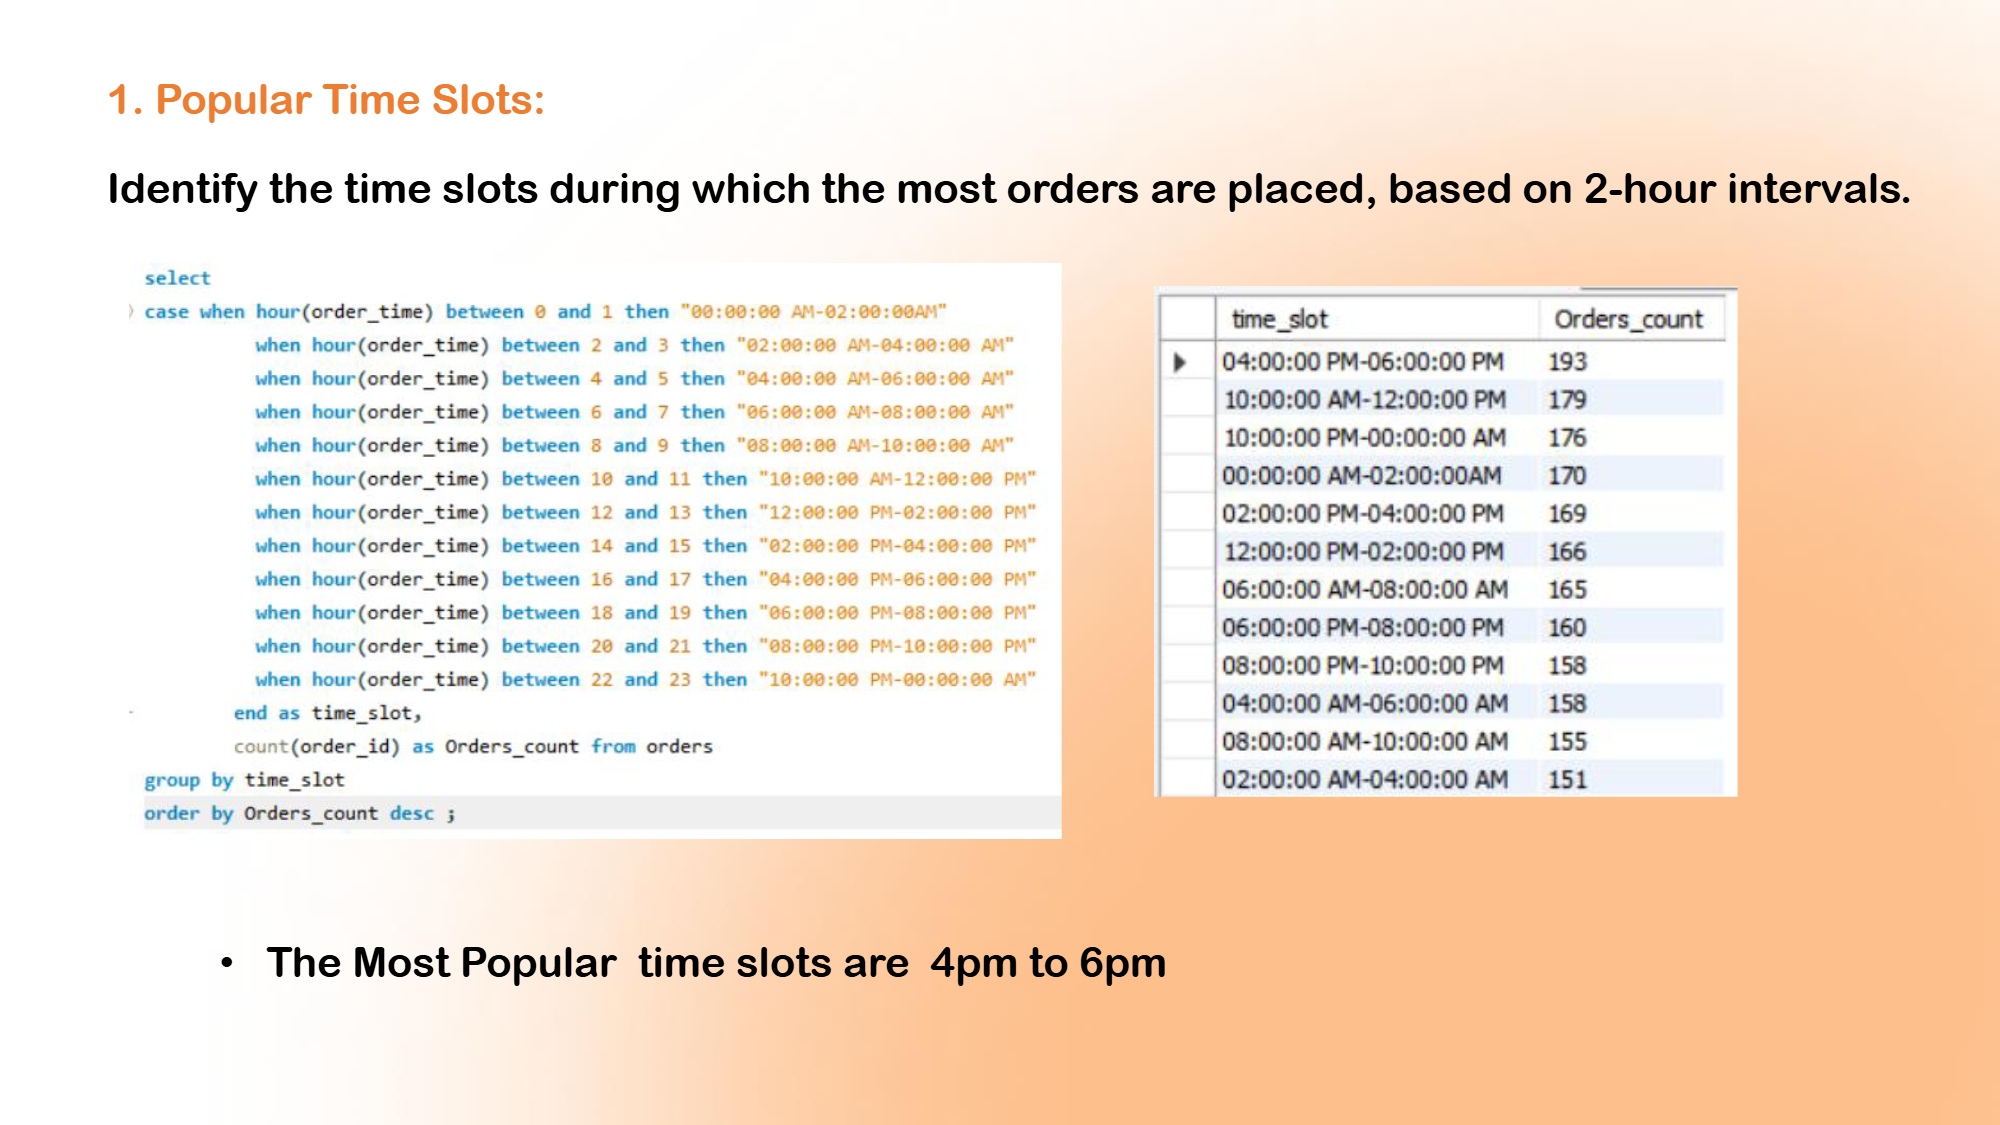 1. Popular Time Slots:
Identify the time slots during which the most orders are placed, based on 2-hour intervals.
select
case when hour(order_time) between 0 and 1 then "00:00:00 AM-02:00:00AM"
when hour(order_time) between 2 and 3 then "02:00:00 AM-04:00:00 AM"
when hour(order_time) between 4 and 5 then "04:00:00 AM-06:00:00 AM"
when hour(order_time) between 6 and 7 then "06:00:00 AM-08:00:00 AM"
when hour(order_time) between 8 and 9 then "08:00:00 AM-10:00:00 AM"
when hour(order_time) between 10 and 11 then "10:00:00 AM-12:00:00 PM"
when hour(order_time) between 12 and 13 then "12:00:00 PM-02:00:00 PM"
when hour(order_time) between 14 and 15 then "02:00:00 PM-04:00:00 PM"
when hour(order_time) between 16 and 17 then "04:00:00 PM-06:00:00 PM"
when hour(order_time) between 18 and 19 then "06:00:00 PM-08:00:00 PM"
when hour(order_time) between 20 and 21 then "08:00:00 PM-10:00:00 PM"
when hour(order_time) between 22 and 23 then "10:00:00 PM-00:00:00 AM"
end as time_slot,
count(order_id) as Orders_count from orders
group by time_slot
order by Orders_count desc ;
time_slot Orders_count
04:00:00 PM-06:00:00 PM 193
10:00:00 AM-12:00:00 PM 179
10:00:00 PM-00:00:00 AM 176
00:00:00 AM-02:00:00AM 170
02:00:00 PM-04:00:00 PM 169
12:00:00 PM-02:00:00 PM 166
06:00:00 AM-08:00:00 AM 165
06:00:00 PM-08:00:00 PM 160
08:00:00 PM-10:00:00 PM 158
04:00:00 AM-06:00:00 AM 158
08:00:00 AM-10:00:00 AM 155
02:00:00 AM-04:00:00 AM 151
• The Most Popular time slots are 4pm to 6pm